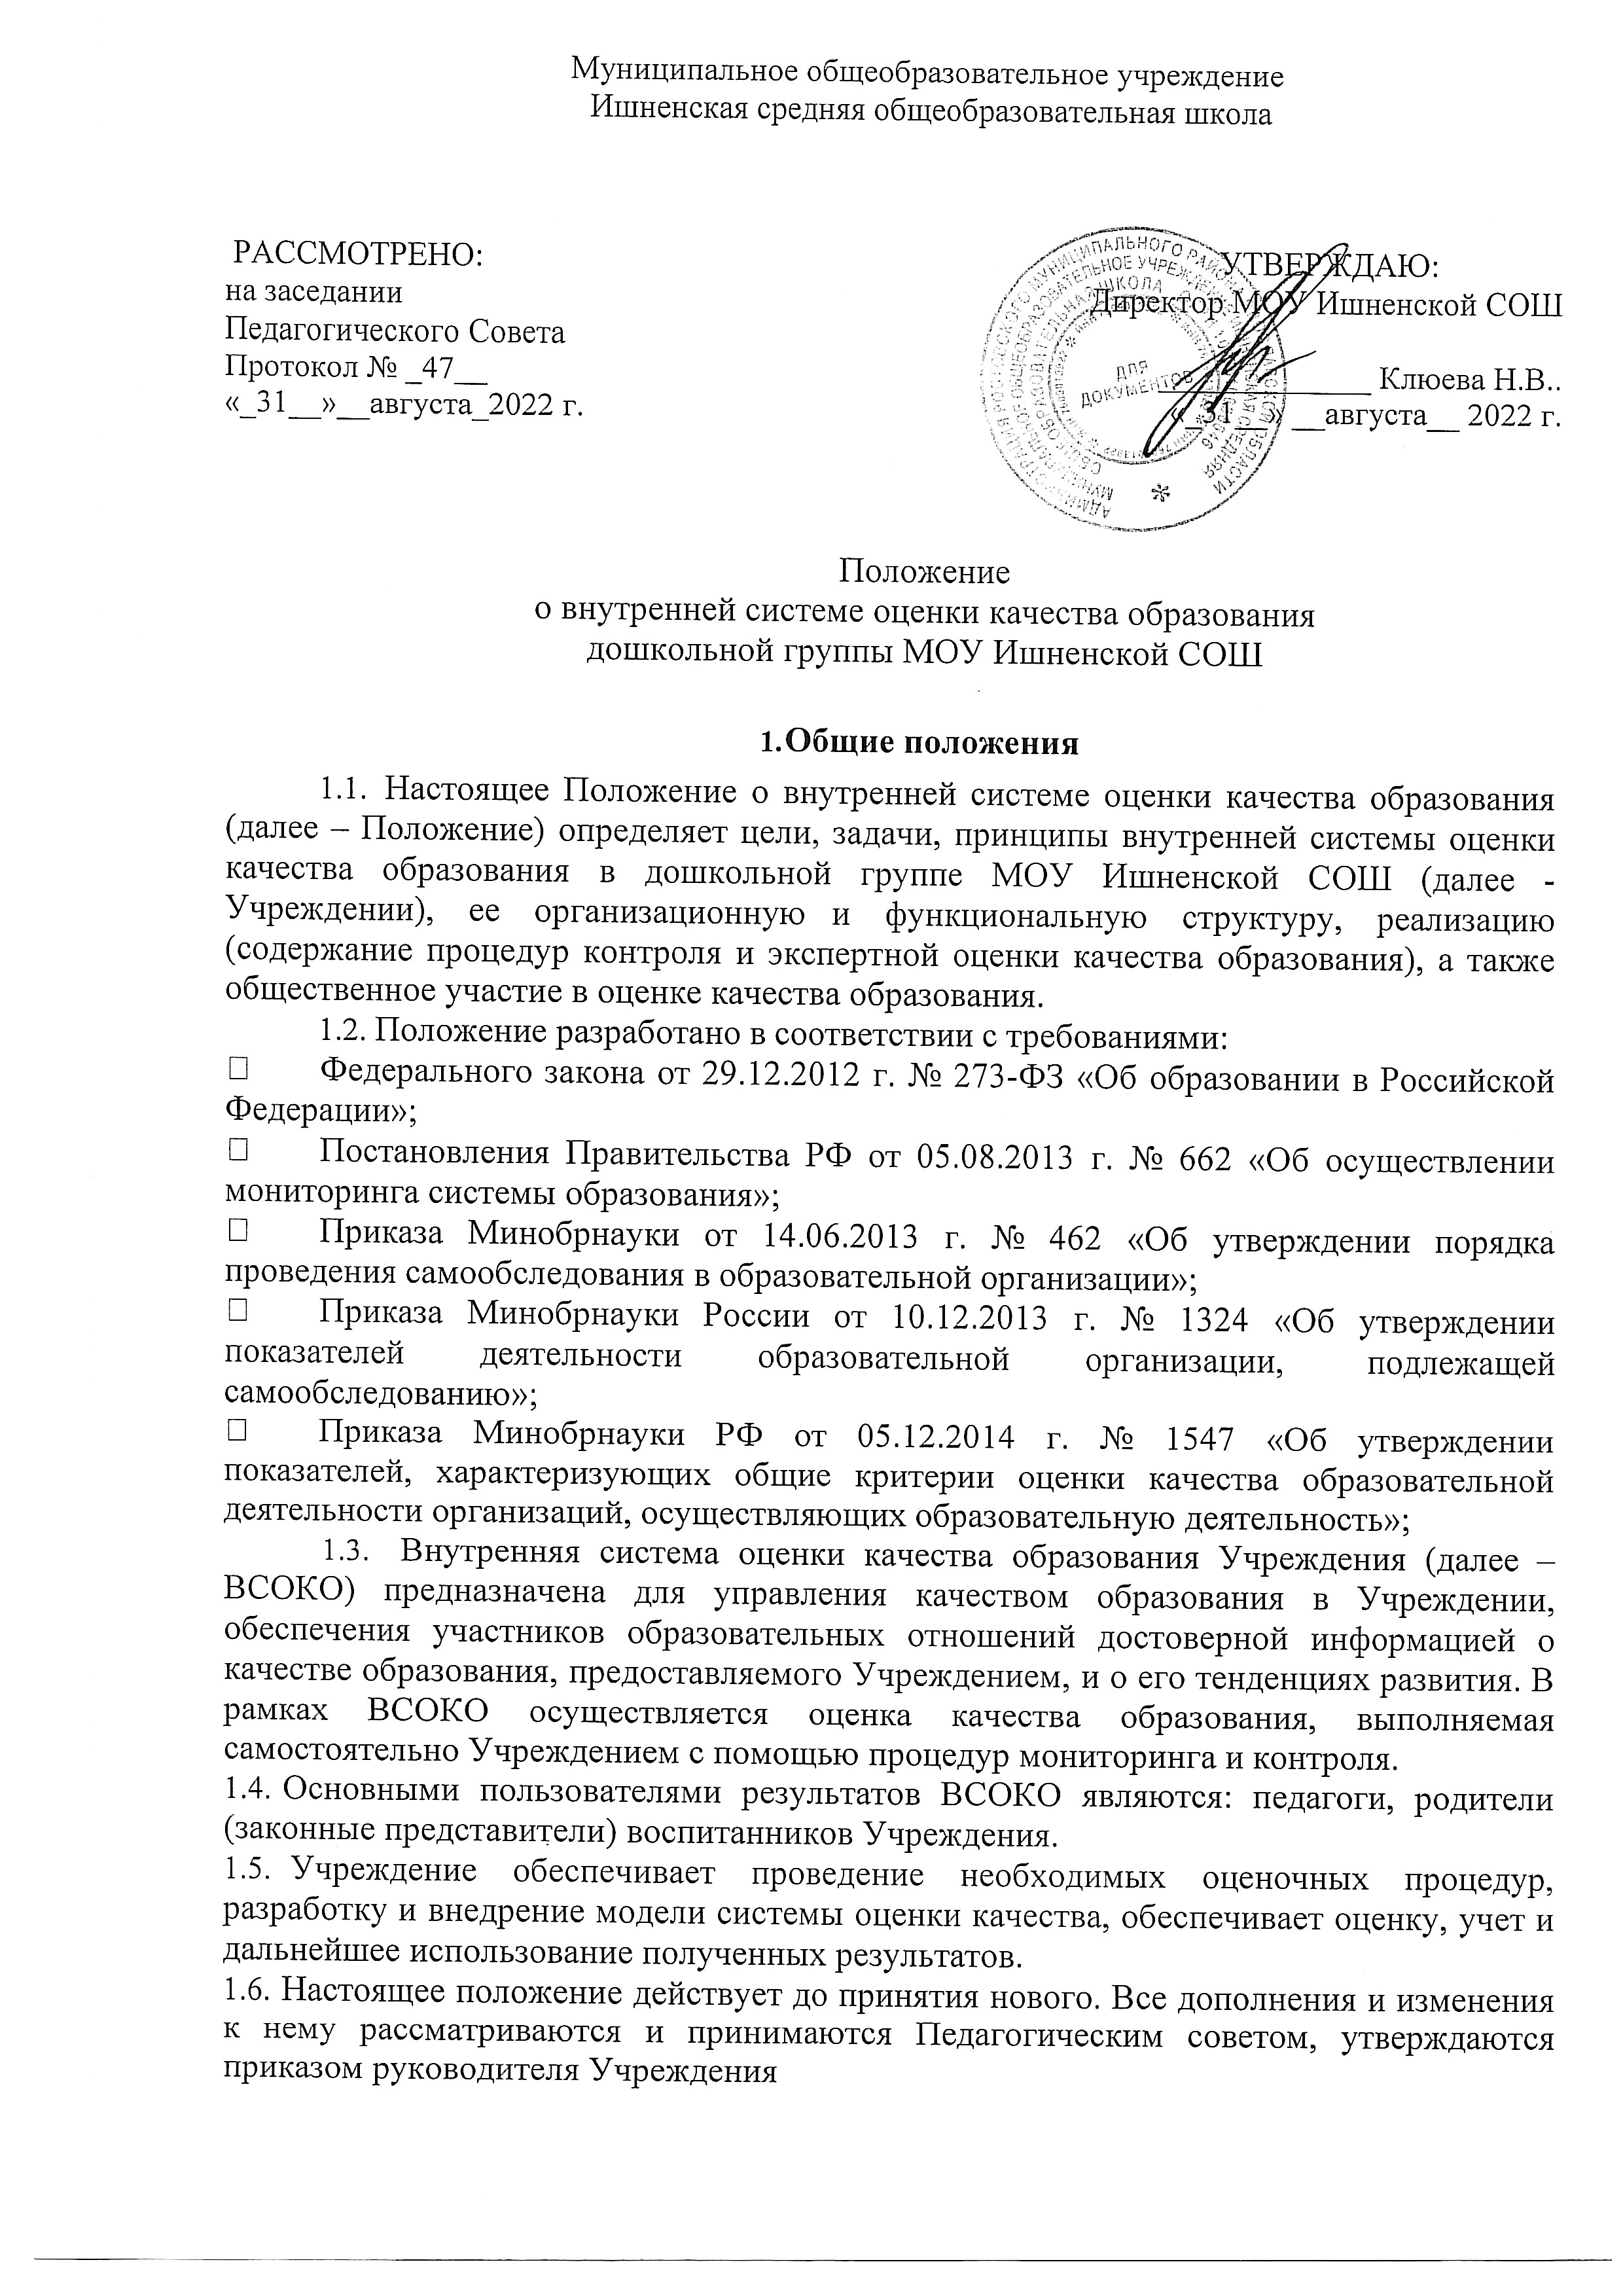 Муниципальное общеобразовательное учреждение
Ишненская средняя общеобразовательная школа
РАССМОТРЕНО:
на заседании
Педагогического Совета
Протокол № _47__
«_31__»__августа_2022 г.
УТВЕРЖДАЮ:
Директор МОУ Ишненской СОШ
______________ Клюева Н.В..
«_31__» __августа__ 2022 г.
ДЛЯ
ДОКУМЕНТОВ
Положение
о внутренней системе оценки качества образования
дошкольной группы МОУ Ишненской СОШ
1.Общие положения
1.1. Настоящее Положение о внутренней системе оценки качества образования
(далее – Положение) определяет цели, задачи, принципы внутренней системы оценки
качества образования в дошкольной группе МОУ Ишненской СОШ (далее -
Учреждении), ее организационную и функциональную структуру, реализацию
(содержание процедур контроля и экспертной оценки качества образования), а также
общественное участие в оценке качества образования.
1.2. Положение разработано в соответствии с требованиями:
Федерального закона от 29.12.2012 г. № 273-ФЗ «Об образовании в Российской
Федерации»;
Постановления Правительства РФ от 05.08.2013 г. № 662 «Об осуществлении
мониторинга системы образования»;
Приказа Минобрнауки от 14.06.2013 г. № 462 «Об утверждении порядка
проведения самообследования в образовательной организации»;
Приказа Минобрнауки России от 10.12.2013 г. № 1324 «Об утверждении
показателей деятельности образовательной организации, подлежащей
самообследованию»;
Приказа Минобрнауки РФ от 05.12.2014 г. № 1547 «Об утверждении
показателей, характеризующих общие критерии оценки качества образовательной
деятельности организаций, осуществляющих образовательную деятельность»;
1.3. Внутренняя система оценки качества образования Учреждения (далее –
ВСОКО) предназначена для управления качеством образования в Учреждении,
обеспечения участников образовательных отношений достоверной информацией о
качестве образования, предоставляемого Учреждением, и о его тенденциях развития. В
рамках ВСОКО осуществляется оценка качества образования, выполняемая
самостоятельно Учреждением с помощью процедур мониторинга и контроля.
1.4. Основными пользователями результатов ВСОКО являются: педагоги, родители
(законные представители) воспитанников Учреждения.
1.5. Учреждение обеспечивает проведение необходимых оценочных процедур,
разработку и внедрение модели системы оценки качества, обеспечивает оценку, учет и
дальнейшее использование полученных результатов.
1.6. Настоящее положение действует до принятия нового. Все дополнения и изменения
к нему рассматриваются и принимаются Педагогическим советом, утверждаются
приказом руководителя Учреждения